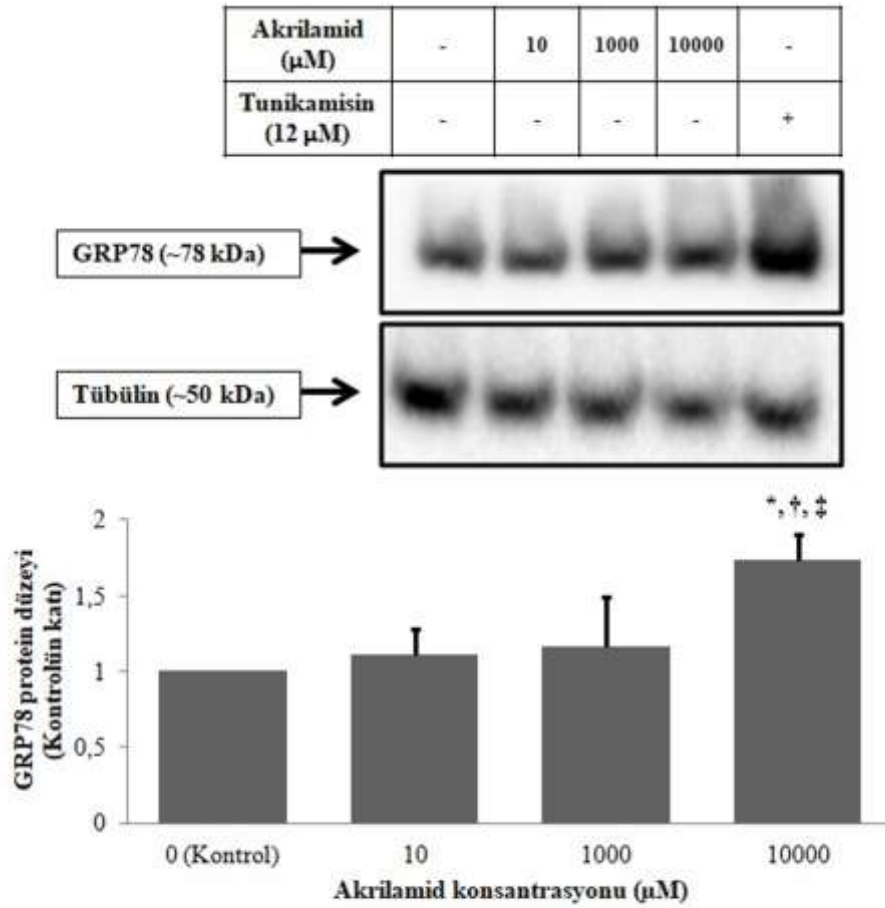 Akrilamid
(µM)
- 10 1000 10000 -
Tunikamisin
(12 µM)
- - - - +
GRP78 (~78 kDa)
Tübülin (~50 kDa)
*, †, ‡
GRP78 protein düzeyi
(Kontrolün katı)
2
1,5
1
0,5
0
0 (Kontrol) 10 1000 10000
Akrilamid konsantrasyonu (µM)